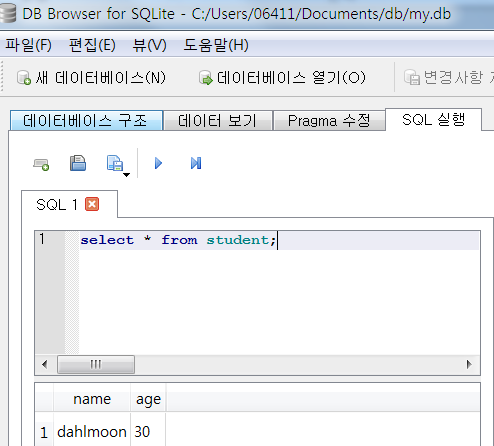 DB Browser for SQLite - C:/Users/06411/Documents/db/my.db
파일(F) 편집(E) 뷰(V) 도움말(H)
새 데이터베이스(N) 데이터베이스 열기(O) 변경사항
데이터베이스 구조 데이터 보기 Pragma 수정 SQL 실행
SQL 1
1 select * from student;
name age
1 dahlmoon 30